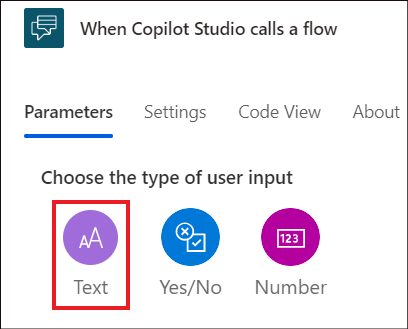 When Copilot Studio calls a flow
Parameters Settings Code View About
Choose the type of user input
AA 123
Text Yes/No Number